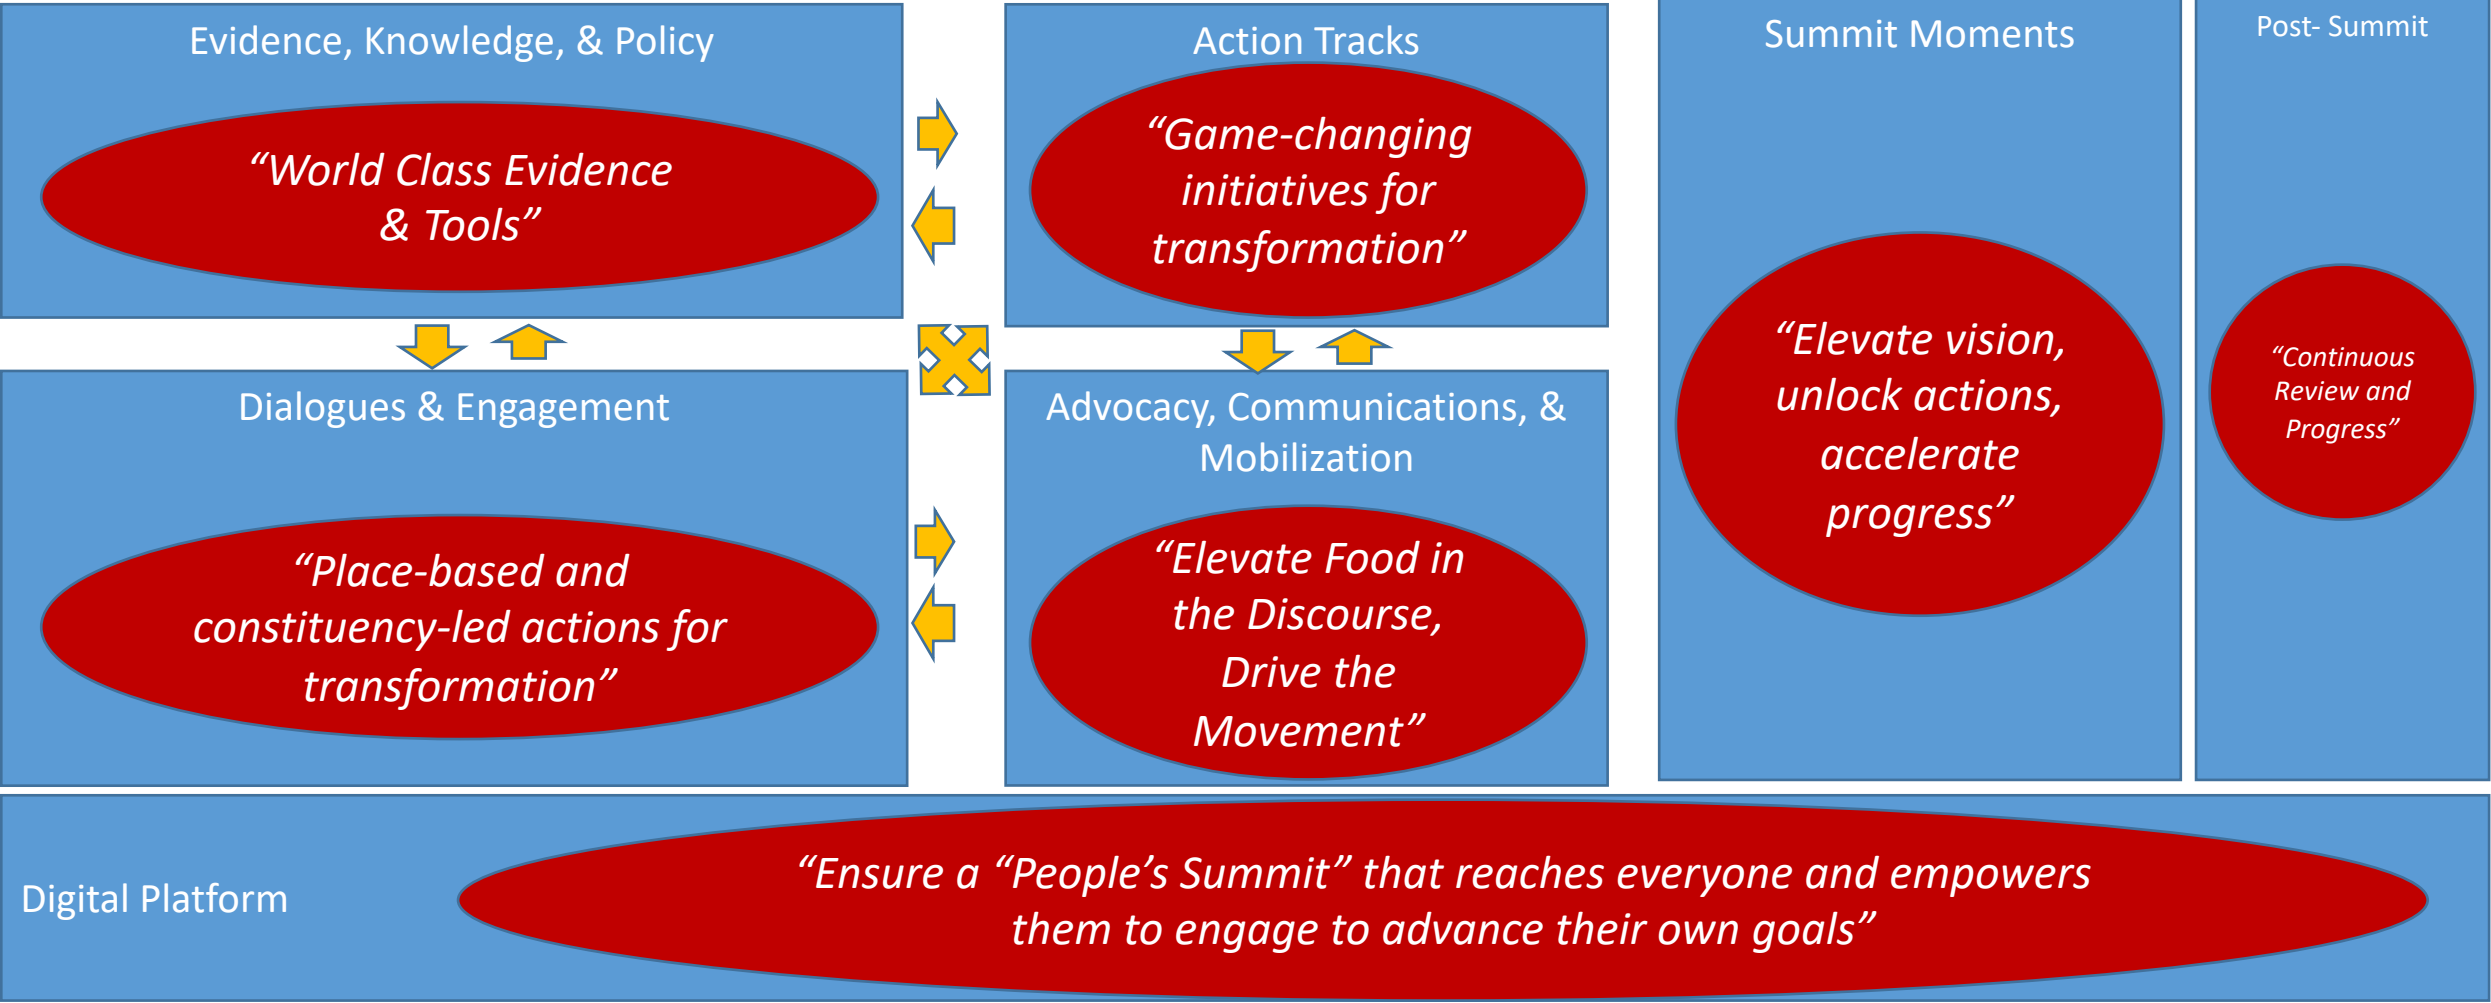 Evidence, Knowledge, & Policy
“World Class Evidence
& Tools”
Action Tracks
“Game-changing
initiatives for
transformation”
Summit Moments
“Elevate vision,
unlock actions,
accelerate
progress”
Post- Summit
“Continuous
Review and
Progress”
Dialogues & Engagement
“Place-based and
constituency-led actions for
transformation”
Advocacy, Communications, &
Mobilization
“Elevate Food in
the Discourse,
Drive the
Movement”
Digital Platform
“Ensure a “People’s Summit” that reaches everyone and empowers
them to engage to advance their own goals”